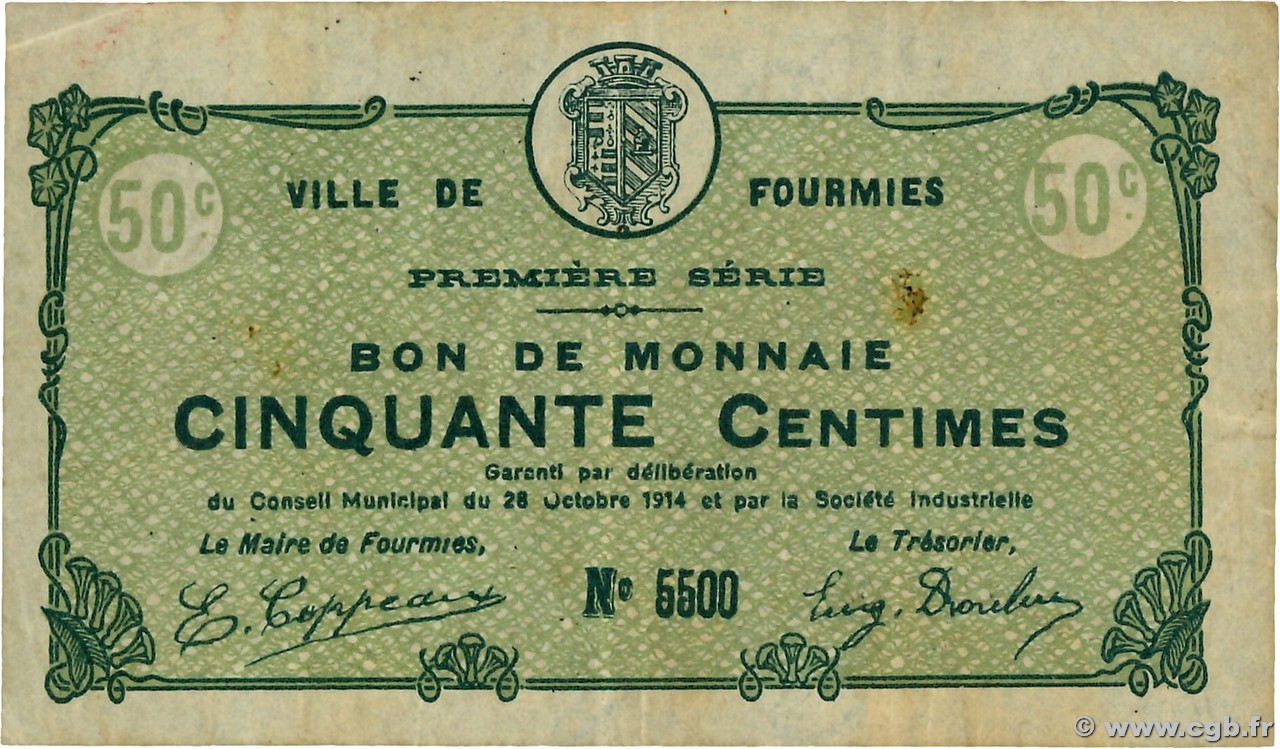 50c.
VILLE DE FOURMIES
50c.
PREMIÈRE SÉRIE
BON DE MONNAIE
CINQUANTE CENTIMES
Garanti par délibération
du Conseil Municipal du 28 Octobre 1914 et par la Société Industrielle
Le Maire de Fourmies,
Le Trésorier,
E. Coppeaux
No 5500
© www.cgb.fr